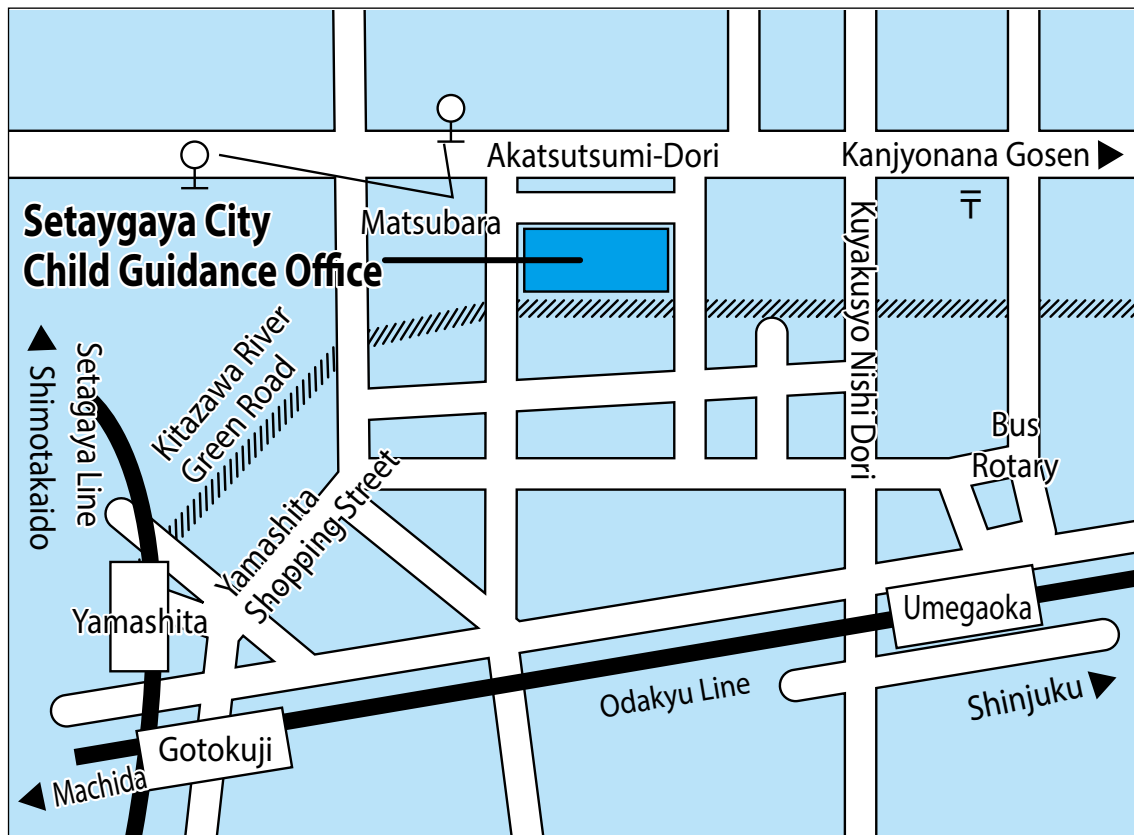 Akatsutsumi-Dori
Kanjyonana Gosen
Setaygaya City
Child Guidance Office
Matsubara
〒
Kuyakusyo Nishi Dori
Shimotakaido
Setagaya Line
Kitazawa River
Green Road
Yamashita
Shopping Street
Bus
Rotary
Yamashita
Umegaoka
Odakyu Line
Shinjuku
Gotokuji
Machida